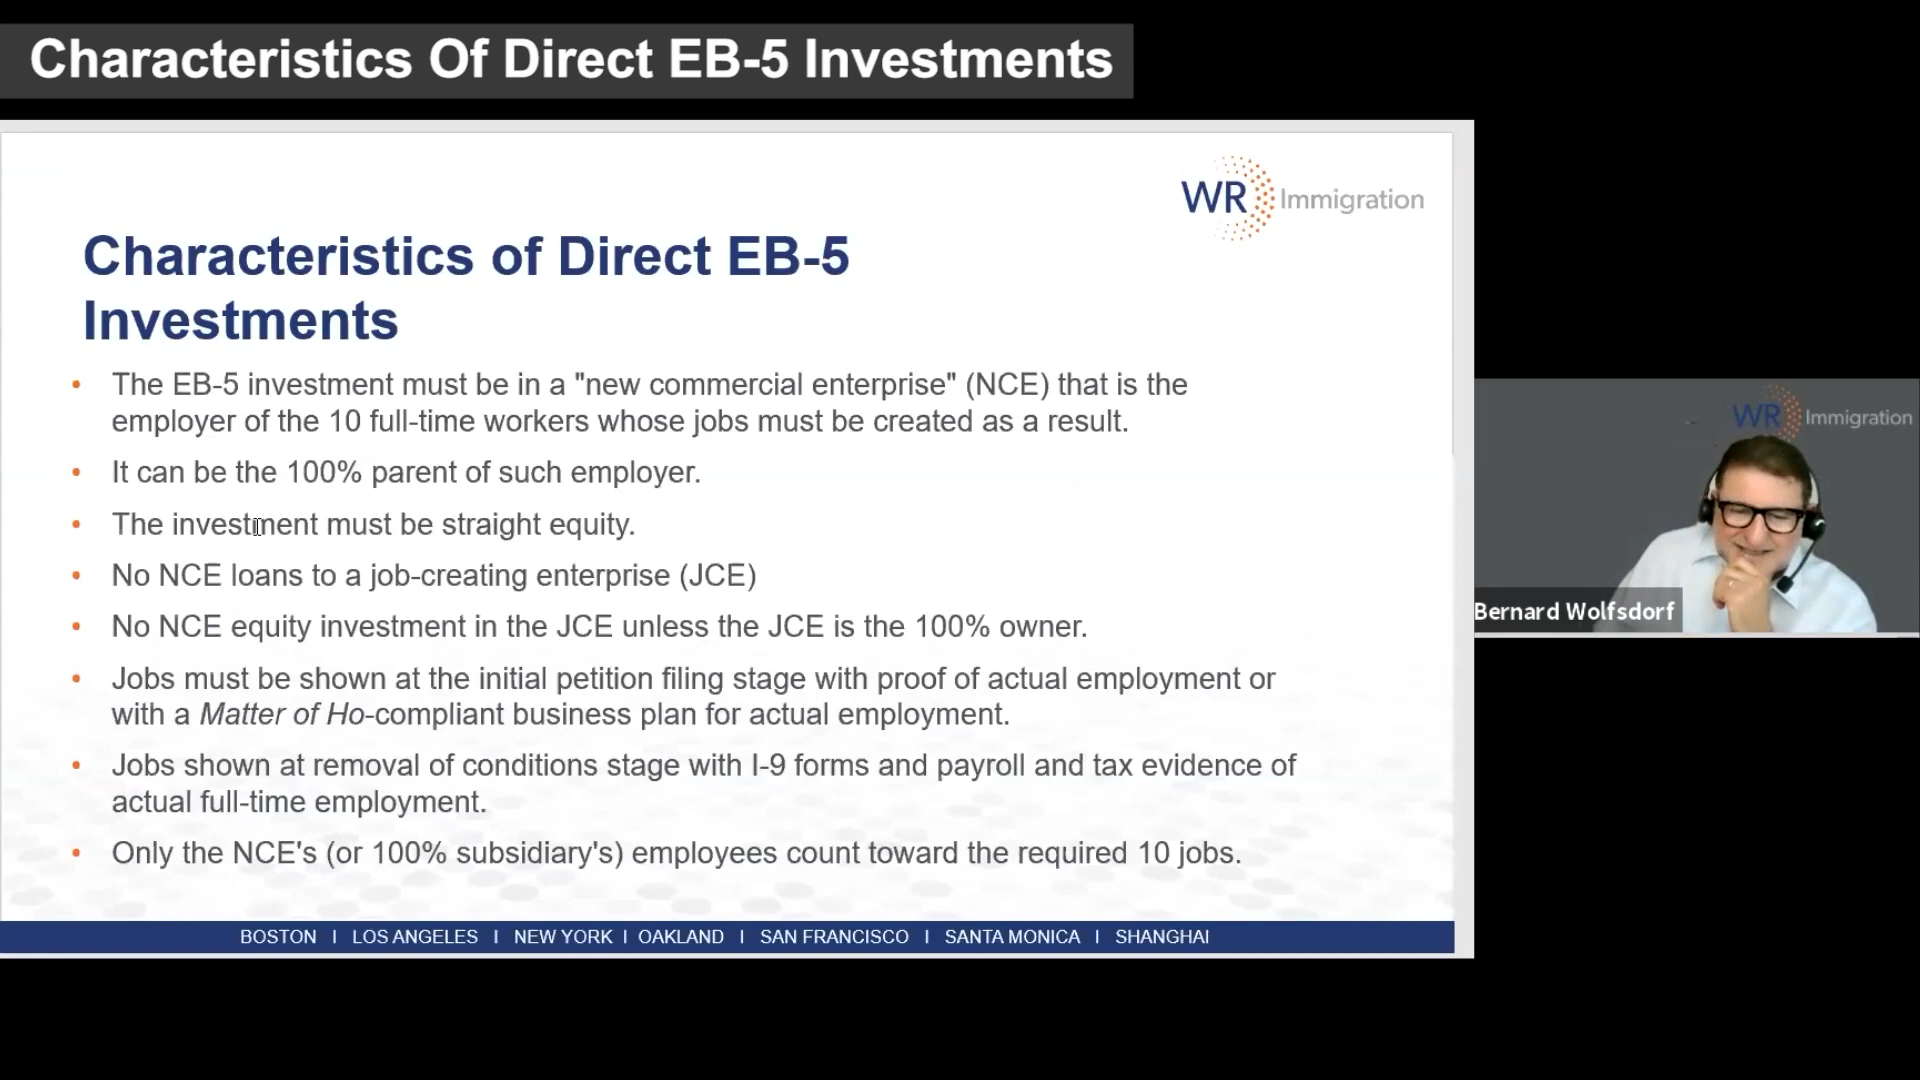 Characteristics Of Direct EB-5 Investments
WR Immigration
Characteristics of Direct EB-5
Investments
• The EB-5 investment must be in a "new commercial enterprise" (NCE) that is the
employer of the 10 full-time workers whose jobs must be created as a result.
• It can be the 100% parent of such employer.
• The investment must be straight equity.
• No NCE loans to a job-creating enterprise (JCE)
• No NCE equity investment in the JCE unless the JCE is the 100% owner.
• Jobs must be shown at the initial petition filing stage with proof of actual employment or
with a Matter of Ho-compliant business plan for actual employment.
• Jobs shown at removal of conditions stage with I-9 forms and payroll and tax evidence of
actual full-time employment.
• Only the NCE's (or 100% subsidiary's) employees count toward the required 10 jobs.
BOSTON I LOS ANGELES I NEW YORK I OAKLAND I SAN FRANCISCO I SANTA MONICA I SHANGHAI
WR Immigration
Bernard Wolfsdorf